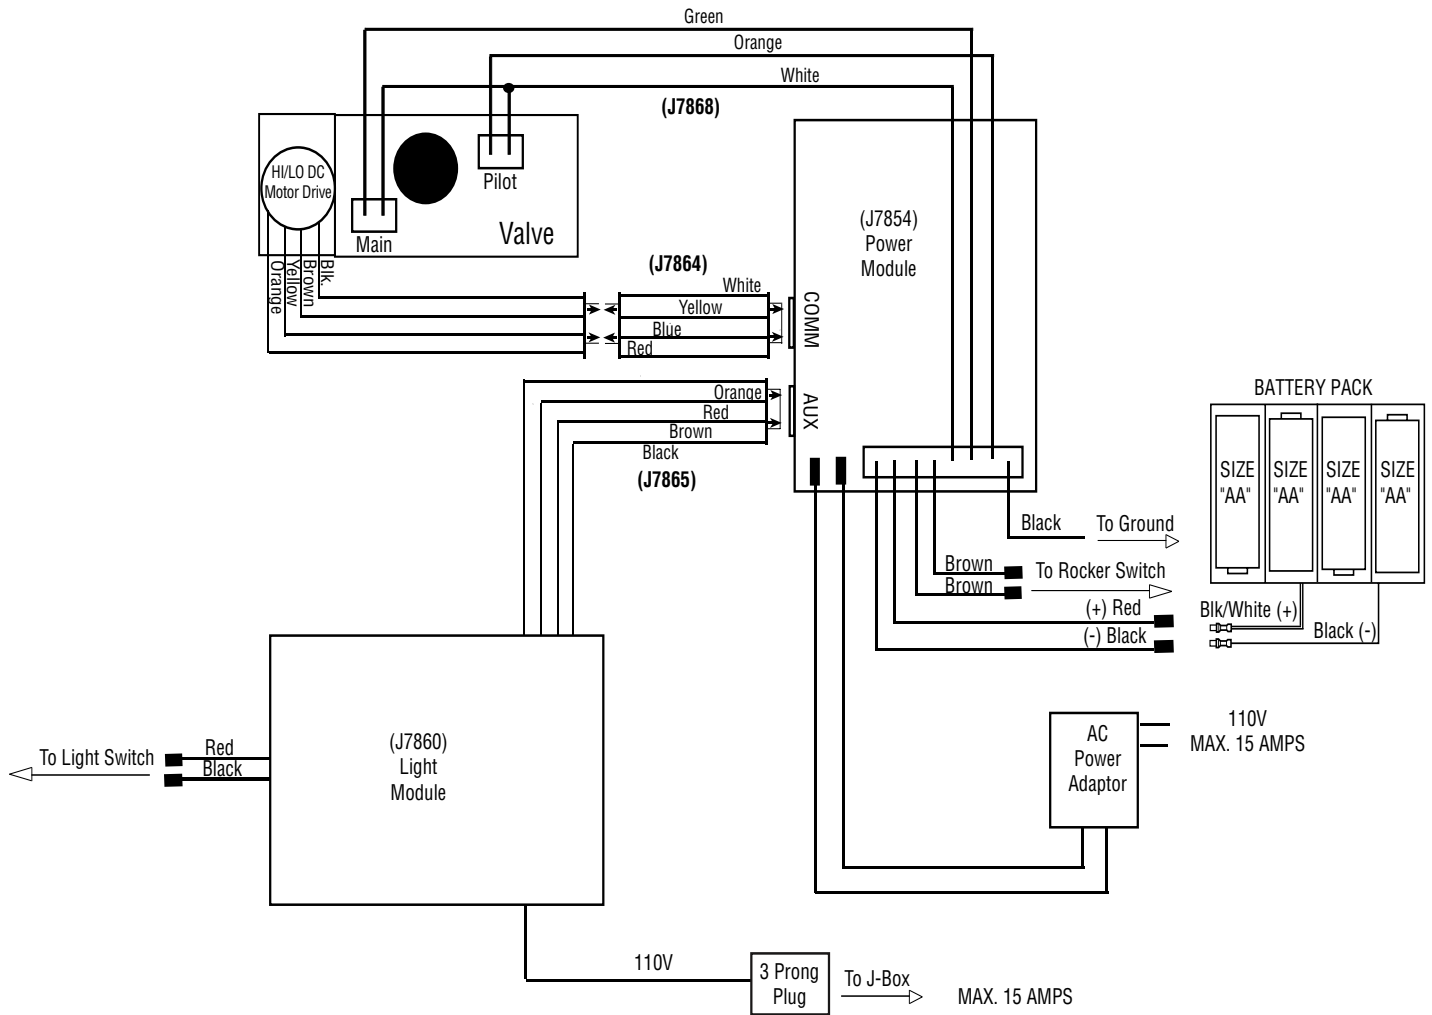 Green
Orange
White
(J7868)
HI/LO DC
Motor Drive
Pilot
Main
Valve
(J7854)
Power
Module
Blk.
Brown
Yellow
Orange
(J7864)
White
Yellow
Blue
Red
COMM
Orange
Red
Brown
Black
AUX
(J7865)
BATTERY PACK
SIZE
"AA"
SIZE
"AA"
SIZE
"AA"
SIZE
"AA"
Black
To Ground
Brown
Brown
To Rocker Switch
(+) Red
(-) Black
Blk/White (+)
Black (-)
To Light Switch
Red
Black
(J7860)
Light
Module
AC
Power
Adaptor
110V
MAX. 15 AMPS
110V
3 Prong
Plug
To J-Box
MAX. 15 AMPS